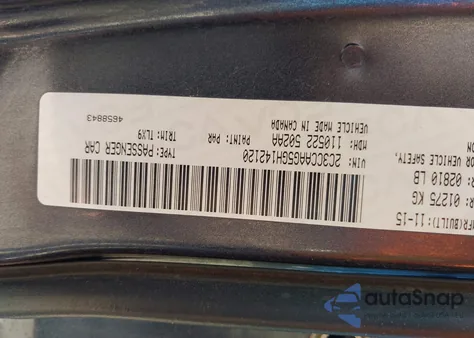 FR(BUILT): 11-15
R: 01275 KG
R: 02810 LB
OR VEHICLE SAFETY,
VIN: 2C3CCAAG5GH142120
TYPE: PASSENGER CAR
MDH: 110522 502AA
PAINT: PAR
TRIM: TLX9
VEHICLE MADE IN CANADA
4658843
autoSnap